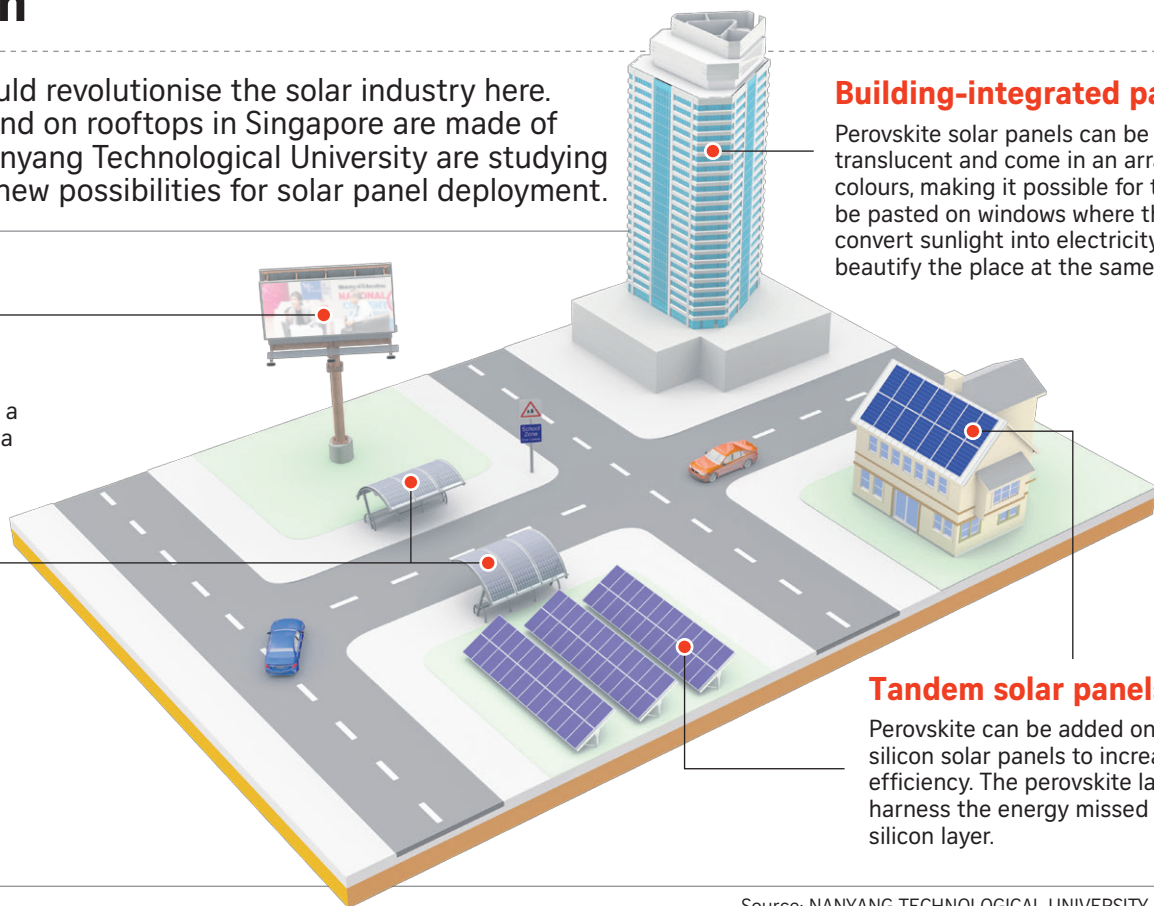 n
uld revolutionise the solar industry here.
nd on rooftops in Singapore are made of
nyang Technological University are studying
new possibilities for solar panel deployment.
Building-integrated pa
Perovskite solar panels can be
translucent and come in an arra
colours, making it possible for t
be pasted on windows where th
convert sunlight into electricity
beautify the place at the same
NATIONAL
a
a
School
Zone
Tandem solar panels
Perovskite can be added on
silicon solar panels to increa
efficiency. The perovskite la
harness the energy missed
silicon layer.
Source: NANYANG TECHNOLOGICAL UNIVERSITY